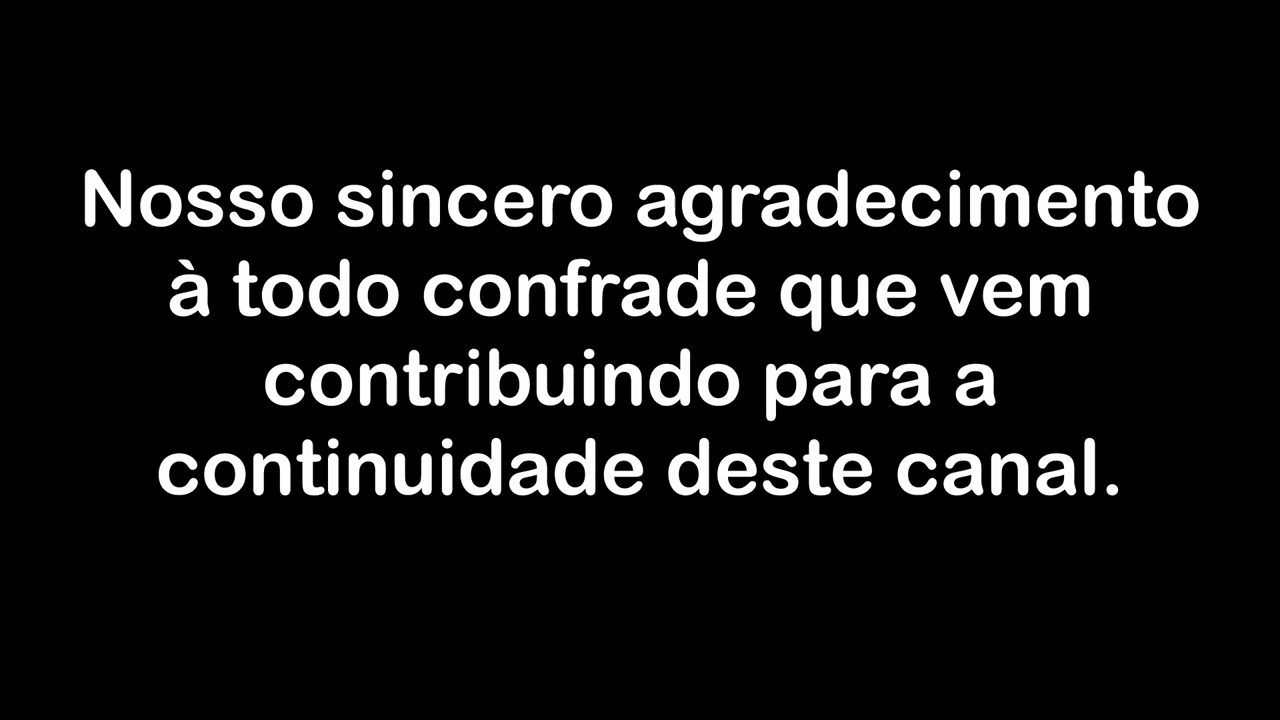 Nosso sincero agradecimento
à todo confrade que vem
contribuindo para a
continuidade deste canal.